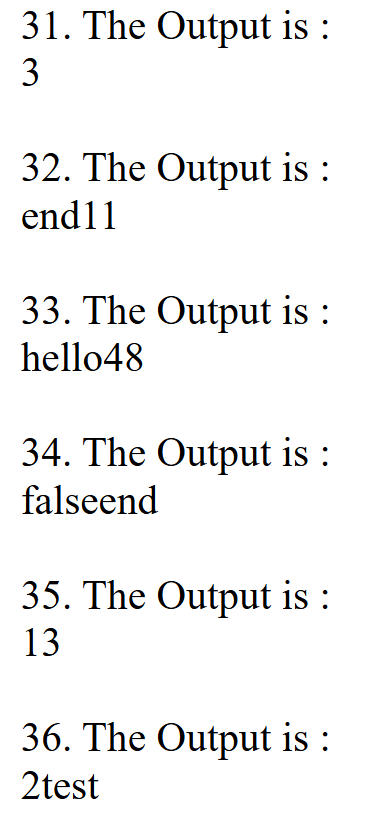 31. The Output is :
3
32. The Output is :
end11
33. The Output is :
hello48
34. The Output is :
falseend
35. The Output is :
13
36. The Output is :
2test